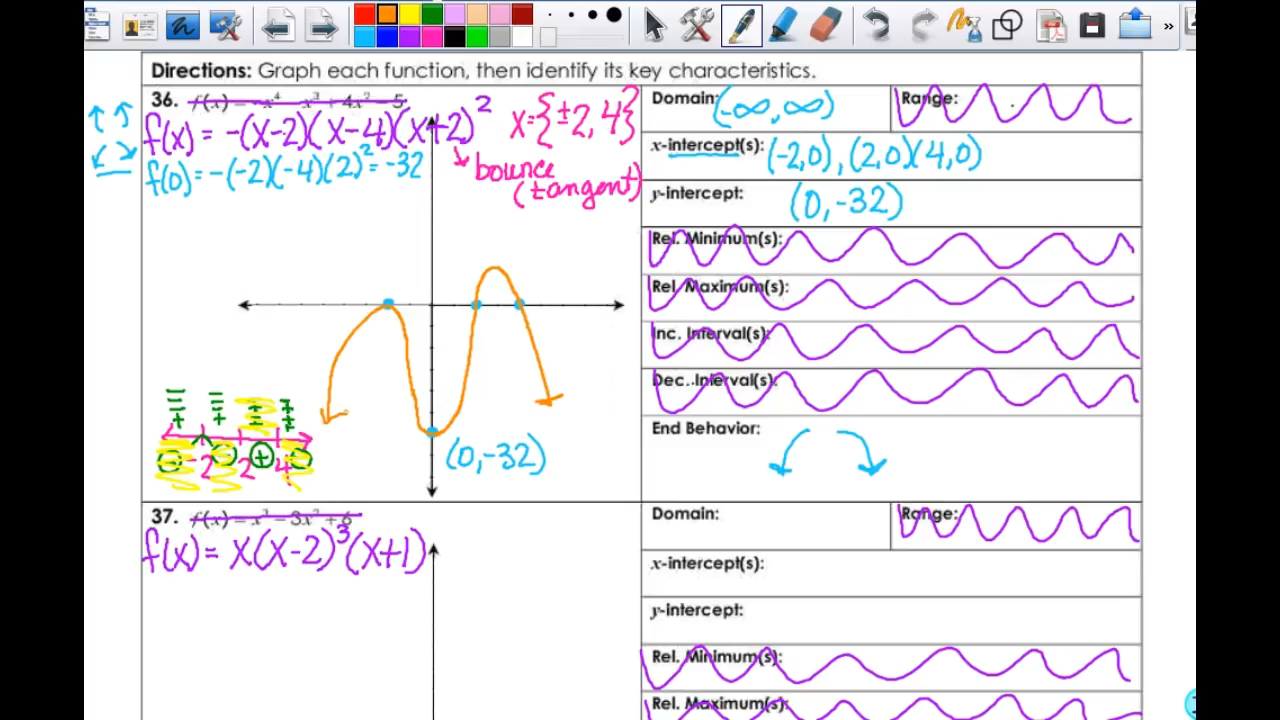 Directions: Graph each function, then identify its key characteristics.
36.
f(x) = -(x-2)(x-4)(x+2)²
x={±2,4}
f(0) = -(-2)(-4)(2)² = -32
bounce
(tangent)
(0,-32)
-2 2 4
Domain: (-∞, ∞)
Range:
x-intercept(s): (-2,0), (2,0)(4,0)
y-intercept: (0,-32)
Rel. Minimum(s):
Rel. Maximum(s):
Inc. Interval(s):
Dec. Interval(s):
End Behavior:
37. f(x) = x³ - 3x² + 6
f(x) = x(x-2)³(x+1)
Domain:
Range:
x-intercept(s):
y-intercept:
Rel. Minimum(s):
Rel. Maximum(s):